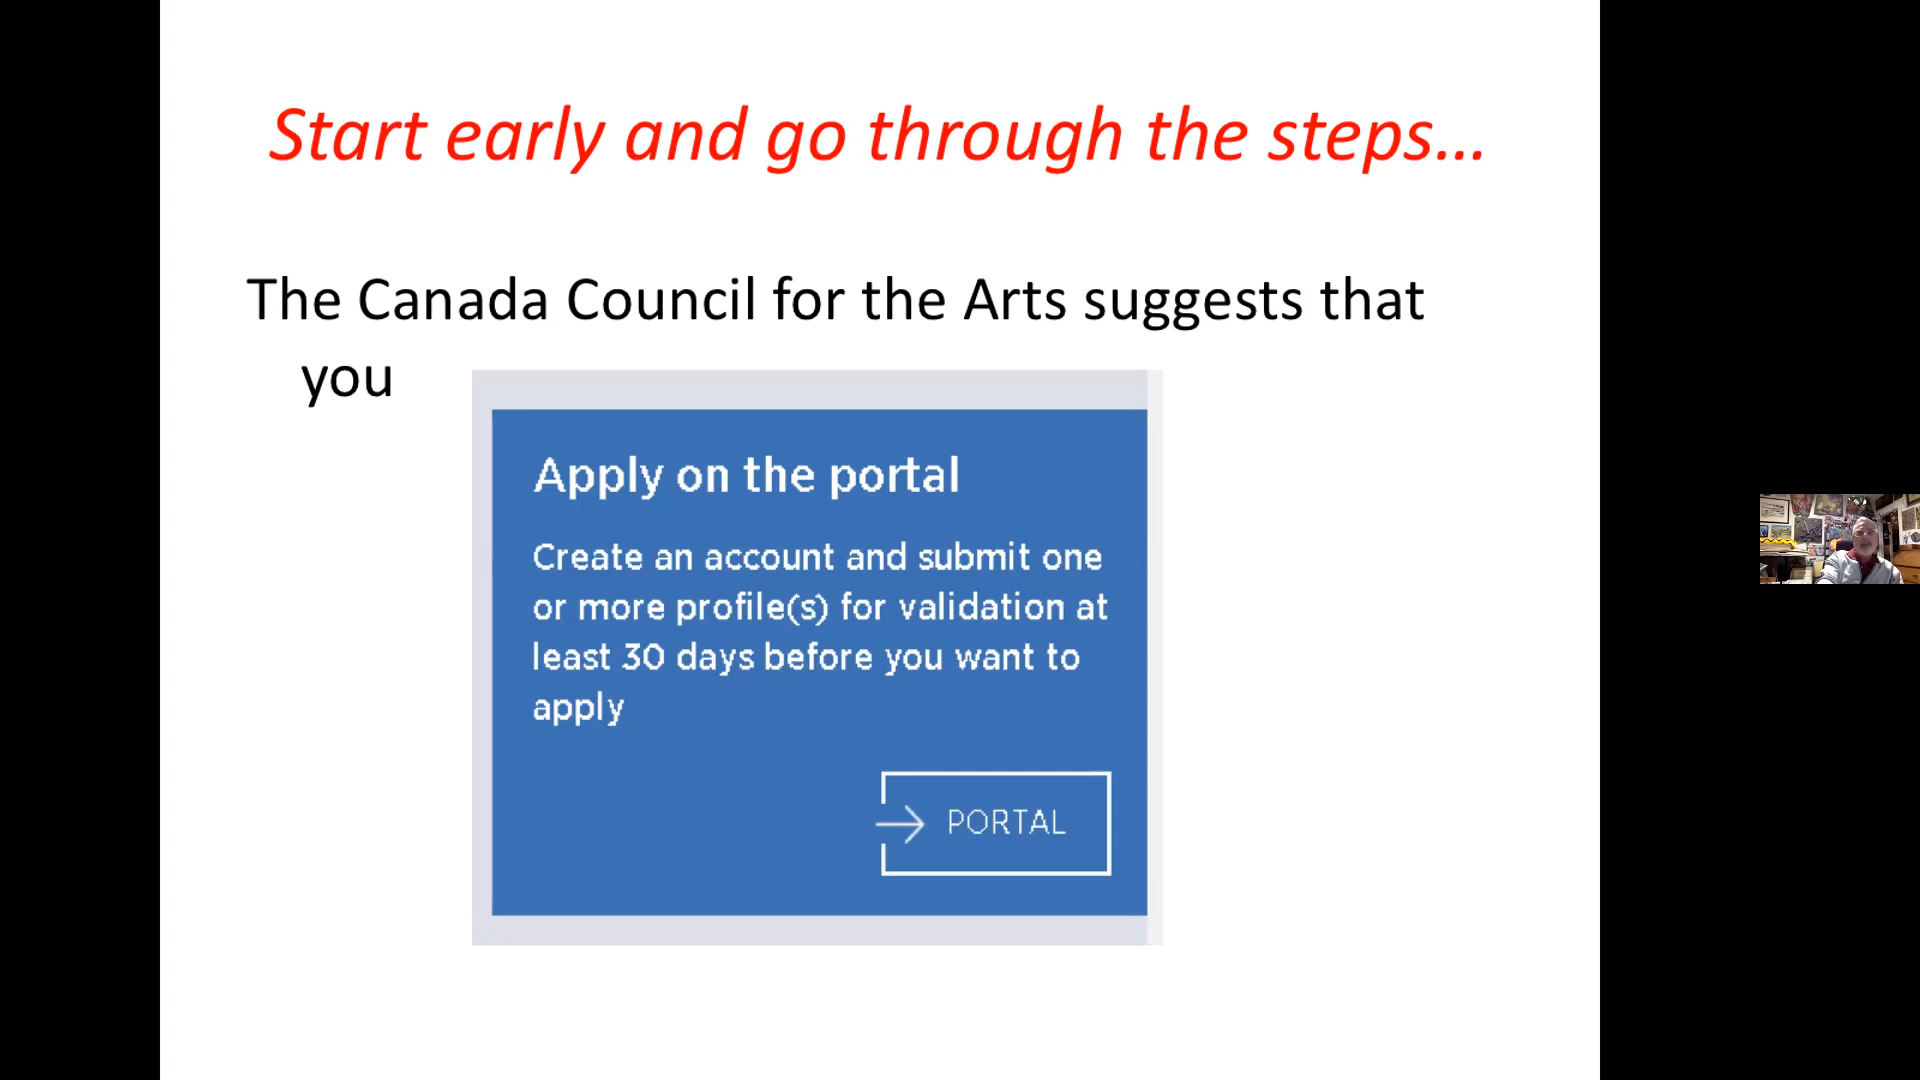 Start early and go through the steps...
The Canada Council for the Arts suggests that
you
Apply on the portal
Create an account and submit one
or more profile(s) for validation at
least 30 days before you want to
apply
PORTAL